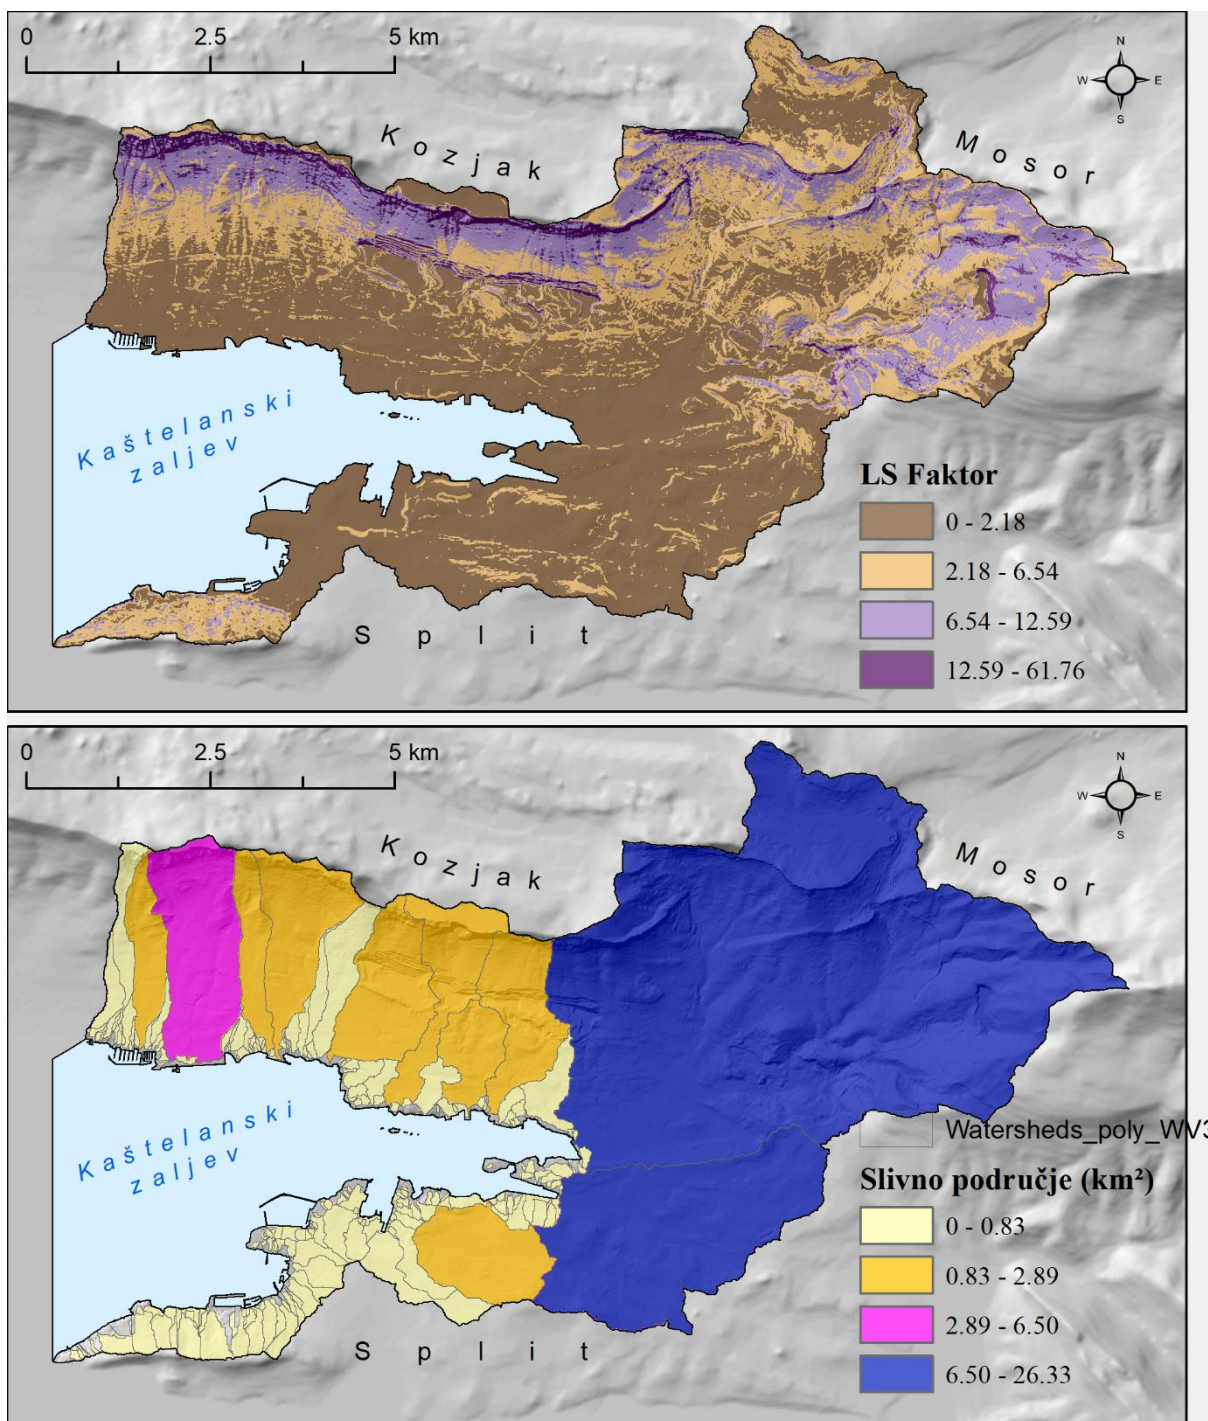 0 2.5 5 km
N
W E
S
Kozjak
Mosor
Kaštelanski
zaljev
LS Faktor
0 - 2.18
2.18 - 6.54
6.54 - 12.59
12.59 - 61.76
Split
0 2.5 5 km
N
W E
S
Kozjak
Mosor
Kaštelanski
zaljev
Watersheds_poly_WV3
Slivno područje (km²)
0 - 0.83
0.83 - 2.89
2.89 - 6.50
6.50 - 26.33
Split